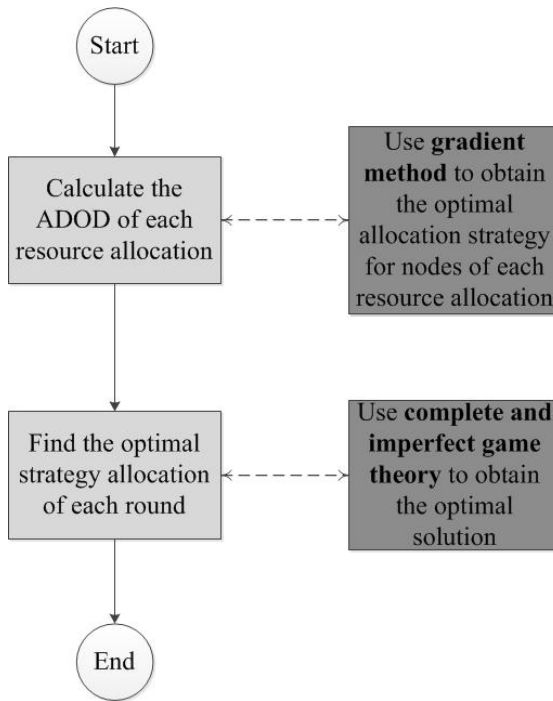 Start
Calculate the
ADOD of each
resource allocation
Use gradient
method to obtain
the optimal
allocation strategy
for nodes of each
resource allocation
Find the optimal
strategy allocation
of each round
Use complete and
imperfect game
theory to obtain
the optimal
solution
End